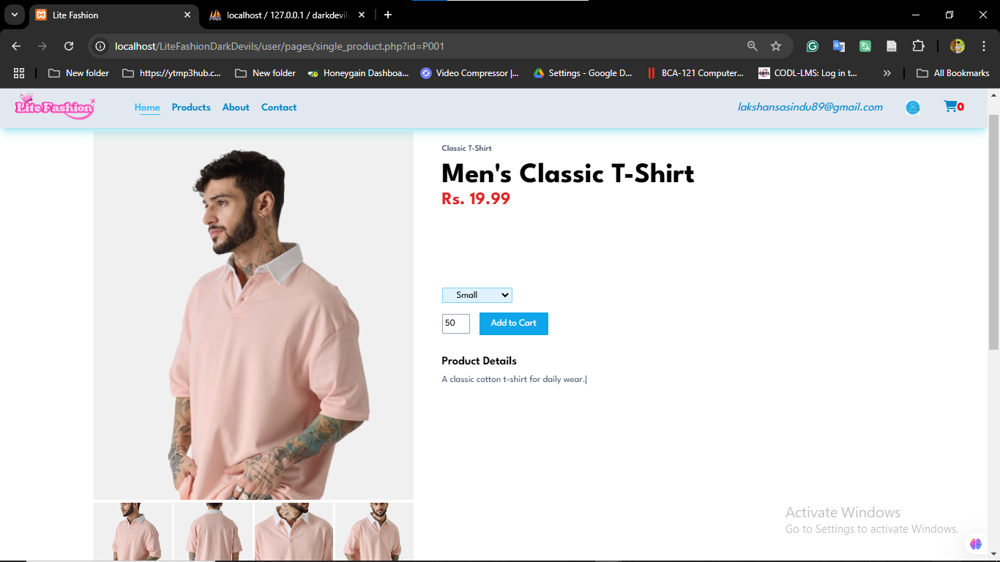 Lite Fashion
localhost / 127.0.0.1 / darkdevil
localhost/LiteFashionDarkDevils/user/pages/single_product.php?id=P001
New folder
https://ytmp3hub.c...
New folder
Honeygain Dashboa...
Video Compressor |...
Settings - Google D...
BCA-121 Computer...
CODL-LMS: Log in t...
All Bookmarks
Lite Fashion
Home
Products
About
Contact
lakshansasindu89@gmail.com
0
Classic T-Shirt
Men's Classic T-Shirt
Rs. 19.99
Small
50
Add to Cart
Product Details
A classic cotton t-shirt for daily wear.
Activate Windows
Go to Settings to activate Windows.